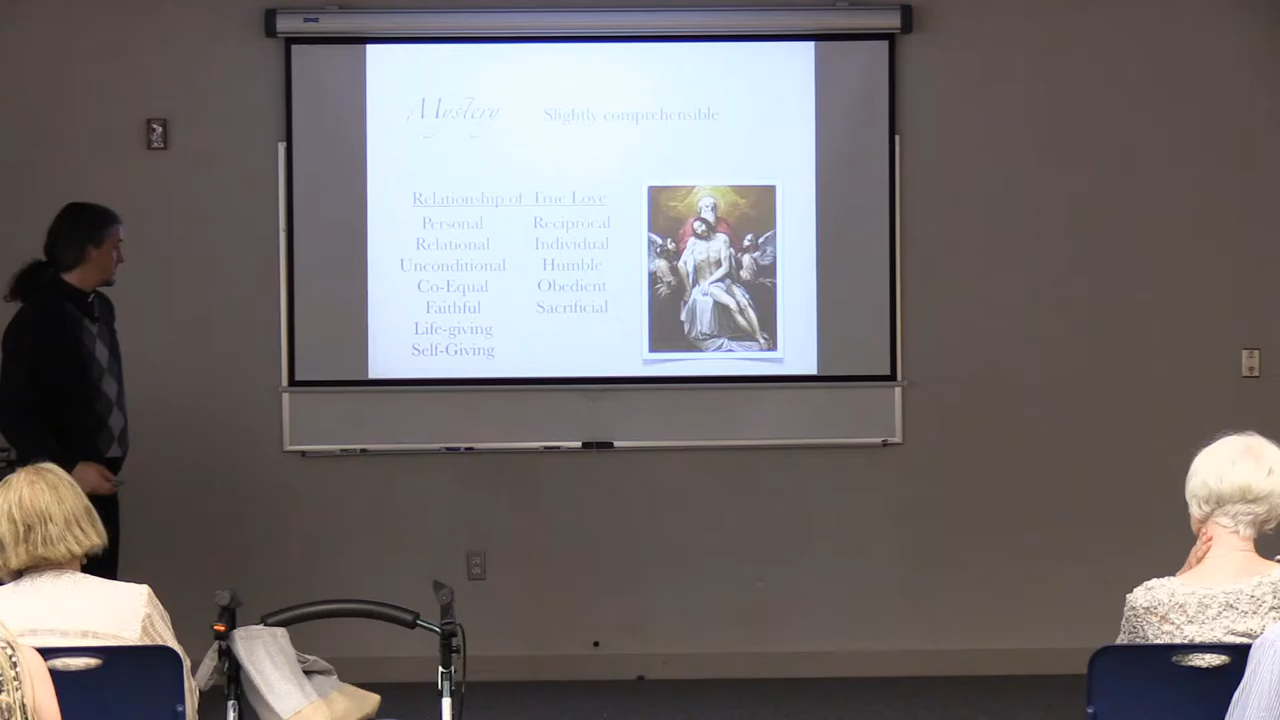 Mystery Slightly comprehensible
Relationship of True Love
Personal Reciprocal
Relational Individual
Unconditional Humble
Co-Equal Obedient
Faithful Sacrificial
Life-giving
Self-Giving